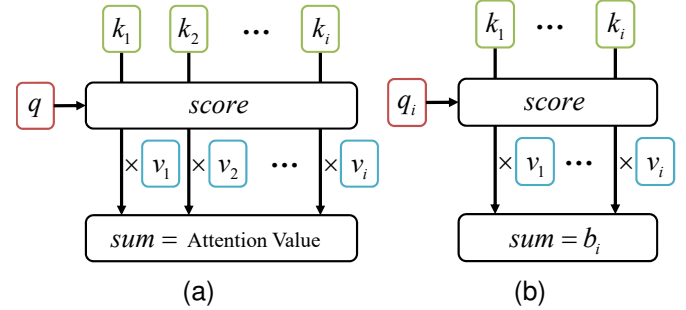 k₁ k₂ ... kᵢ
q score
× v₁ × v₂ ... × vᵢ
sum = Attention Value
(a)
k₁ ... kᵢ
qᵢ score
× v₁ ... × vᵢ
sum = bᵢ
(b)